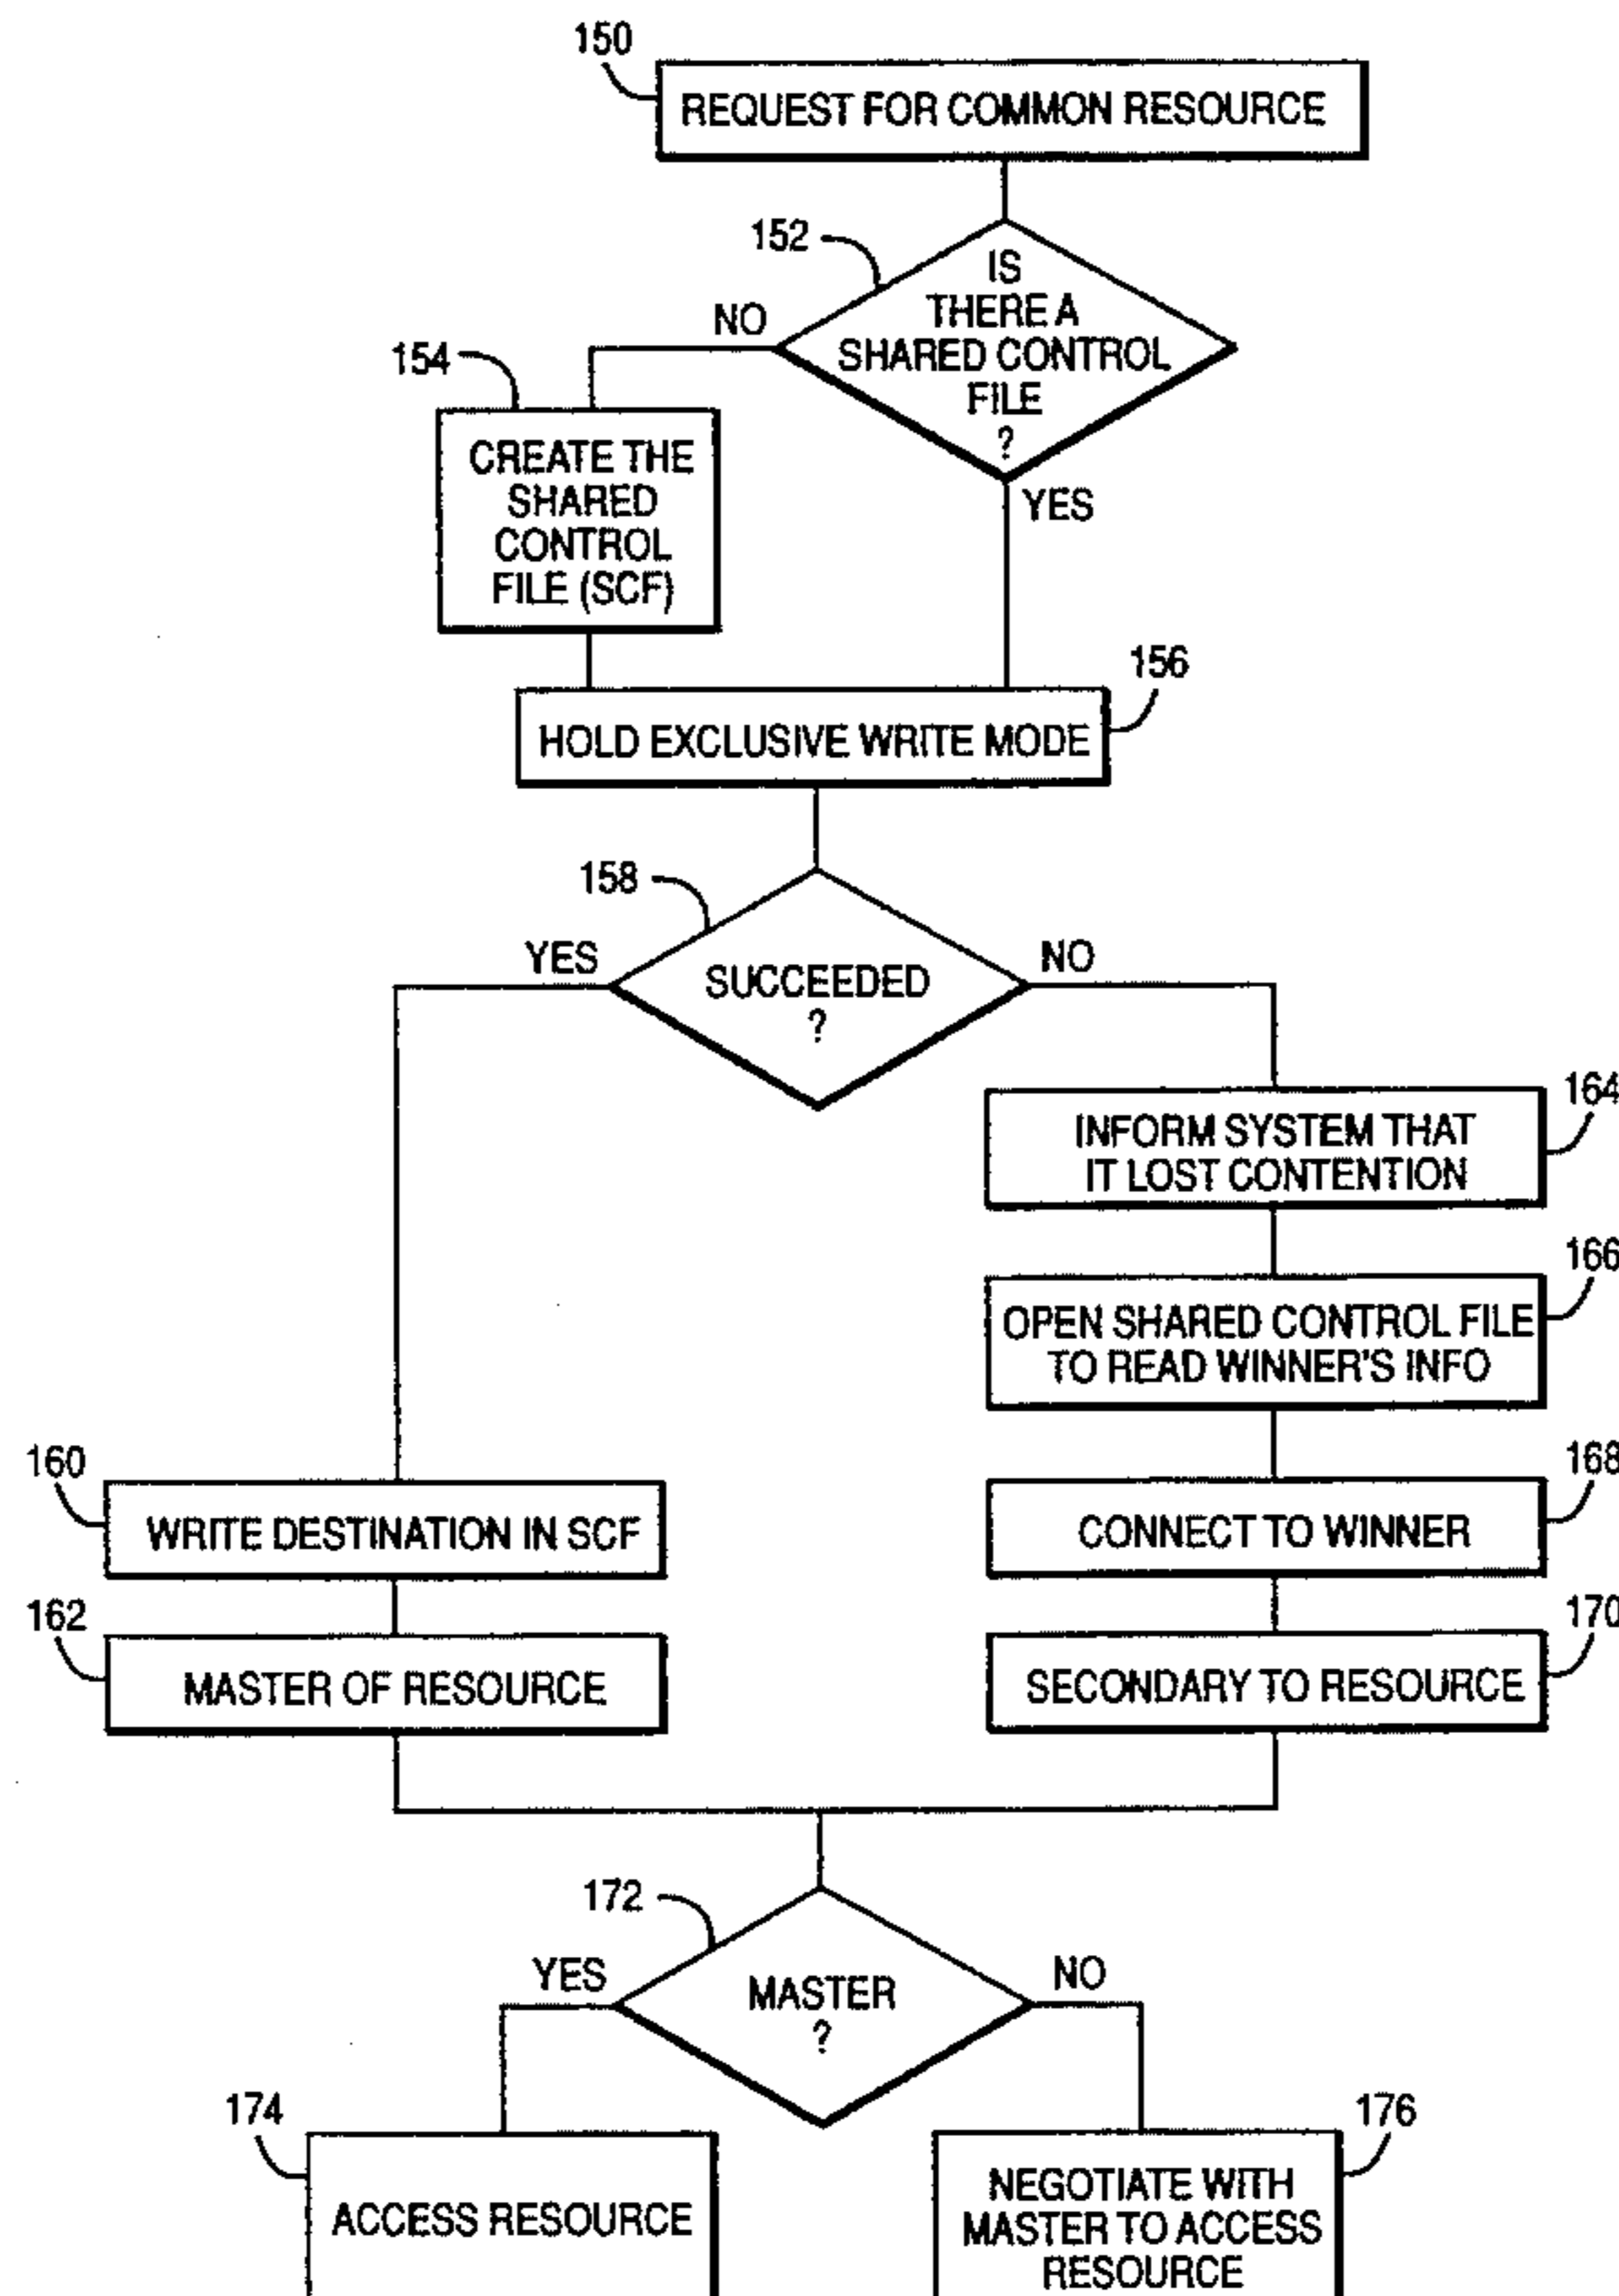 150
REQUEST FOR COMMON RESOURCE
152
IS
THERE A
SHARED CONTROL
FILE
?
NO
YES
154
CREATE THE
SHARED
CONTROL
FILE (SCF)
156
HOLD EXCLUSIVE WRITE MODE
158
SUCCEEDED
?
YES
NO
164
INFORM SYSTEM THAT
IT LOST CONTENTION
166
OPEN SHARED CONTROL FILE
TO READ WINNER'S INFO
160
WRITE DESTINATION IN SCF
168
CONNECT TO WINNER
162
MASTER OF RESOURCE
170
SECONDARY TO RESOURCE
172
MASTER
?
YES
NO
174
ACCESS RESOURCE
176
NEGOTIATE WITH
MASTER TO ACCESS
RESOURCE